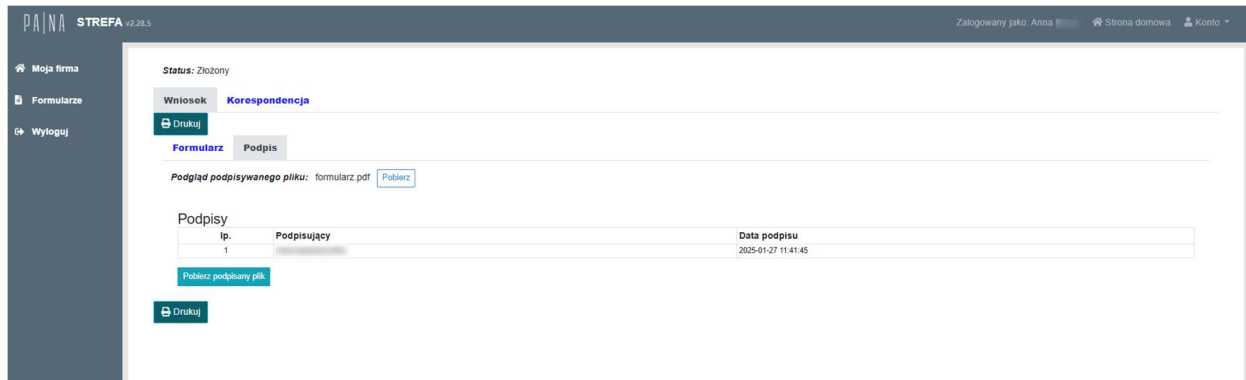 PA|NA STREFA v2.28.5
Zalogowany jako: Anna
Strona domowa
Konto
Moja firma
Formularze
Wyloguj
Status: Złożony
Wniosek Korespondencja
Drukuj
Formularz Podpis
Podgląd podpisywanego pliku: formularz.pdf Pobierz
Podpisy
lp. Podpisujący Data podpisu
1 2025-01-27 11:41:45
Pobierz podpisany plik
Drukuj